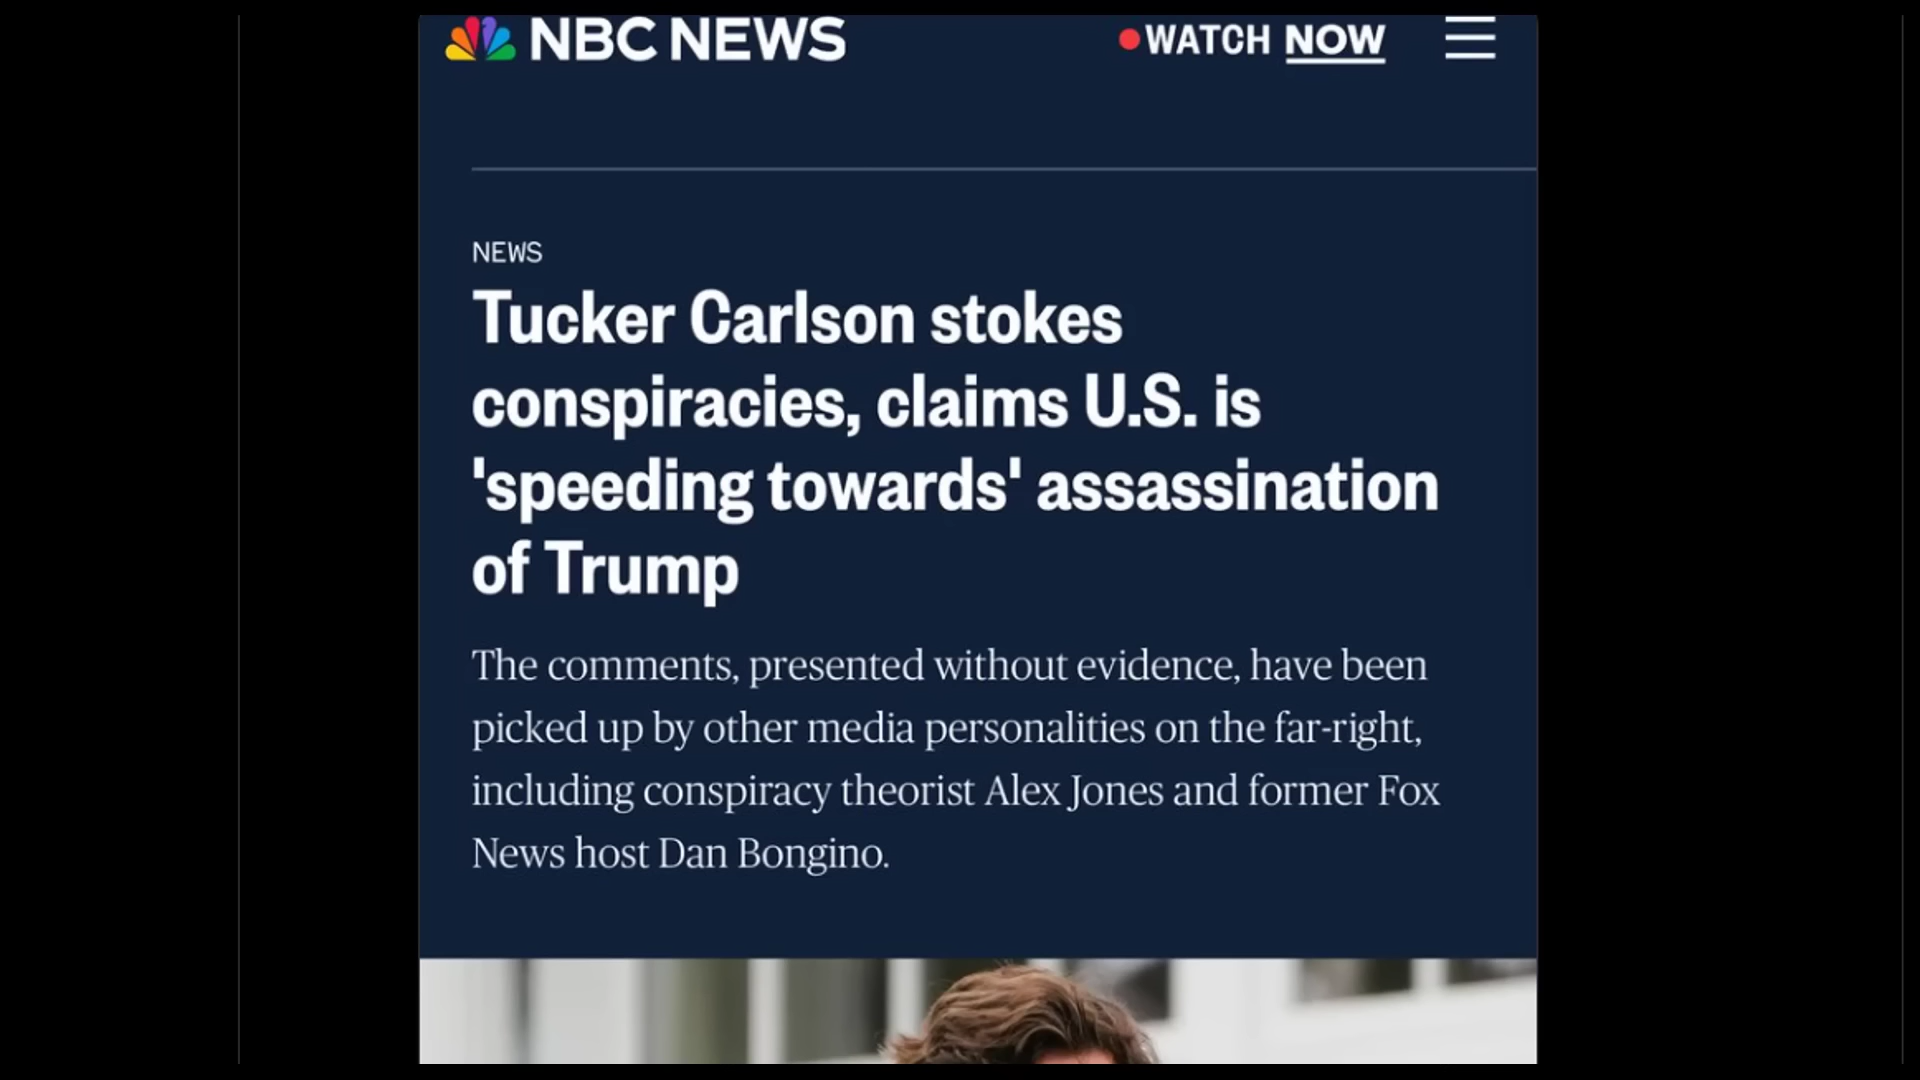 NBC NEWS
WATCH NOW
NEWS
Tucker Carlson stokes
conspiracies, claims U.S. is
'speeding towards' assassination
of Trump
The comments, presented without evidence, have been
picked up by other media personalities on the far-right,
including conspiracy theorist Alex Jones and former Fox
News host Dan Bongino.